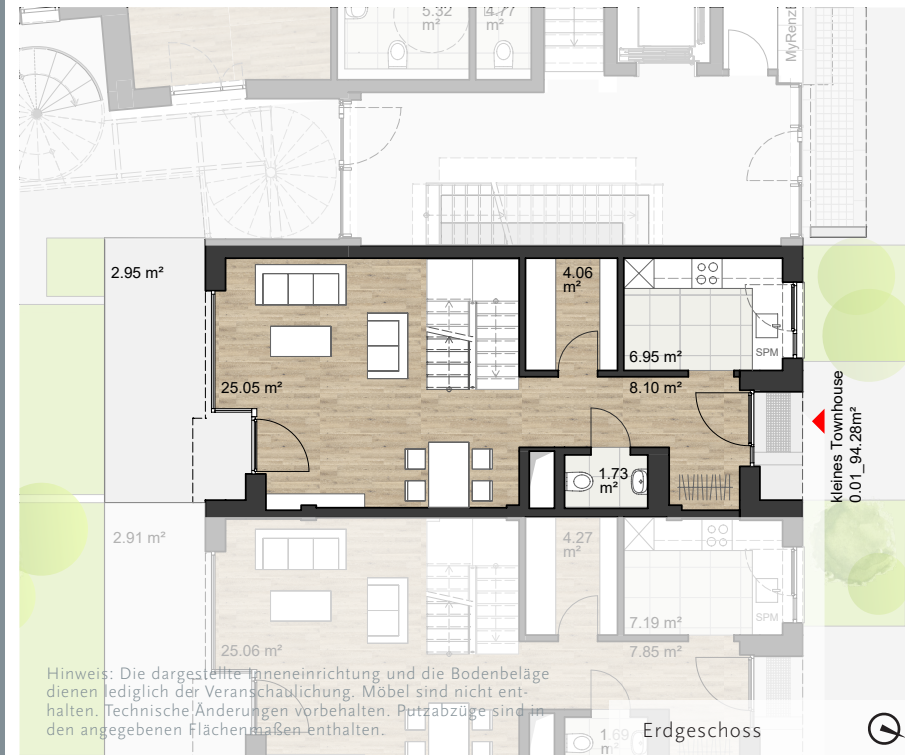 5.32
m²
4.77
m²
MyRenz
2.95 m²
4.06
m²
6.95 m²
SPM
25.05 m²
8.10 m²
1.73
m²
kleines Townhouse
0.01_94.28m²
2.91 m²
4.27
m²
7.19 m²
SPM
25.06 m²
7.85 m²
1.69
m²
Hinweis: Die dargestellte Inneneinrichtung und die Bodenbeläge
dienen lediglich der Veranschaulichung. Möbel sind nicht ent-
halten. Technische Änderungen vorbehalten. Putzabzüge sind in
den angegebenen Flächenmaßen enthalten.
Erdgeschoss